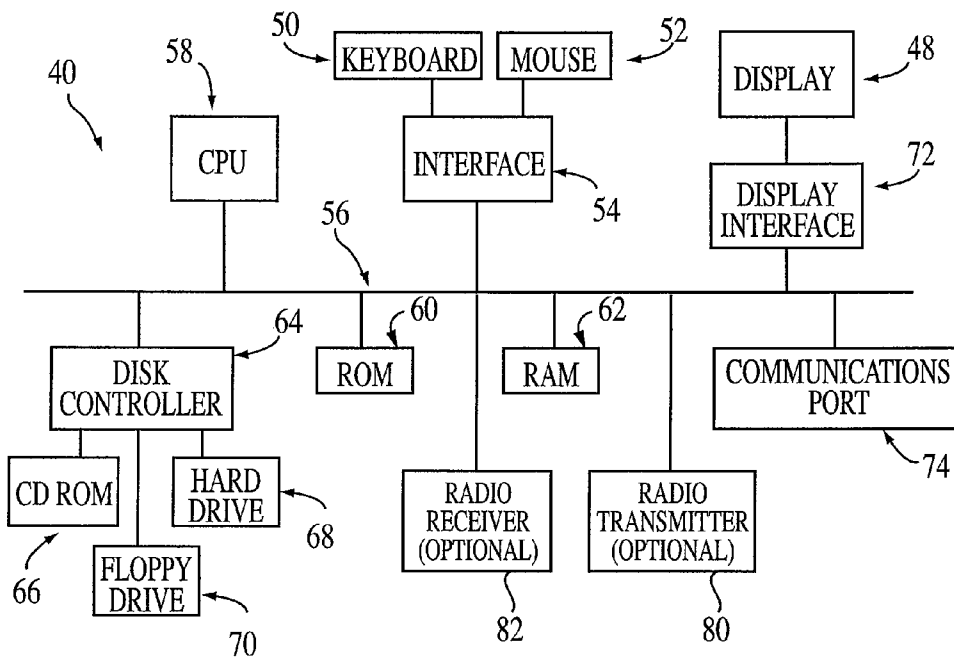 50
KEYBOARD
MOUSE
52
58
40
CPU
INTERFACE
54
DISPLAY
48
72
DISPLAY
INTERFACE
56
64
DISK
CONTROLLER
60
ROM
62
RAM
COMMUNICATIONS
PORT
74
CD ROM
66
HARD
DRIVE
68
FLOPPY
DRIVE
70
RADIO
RECEIVER
(OPTIONAL)
82
RADIO
TRANSMITTER
(OPTIONAL)
80